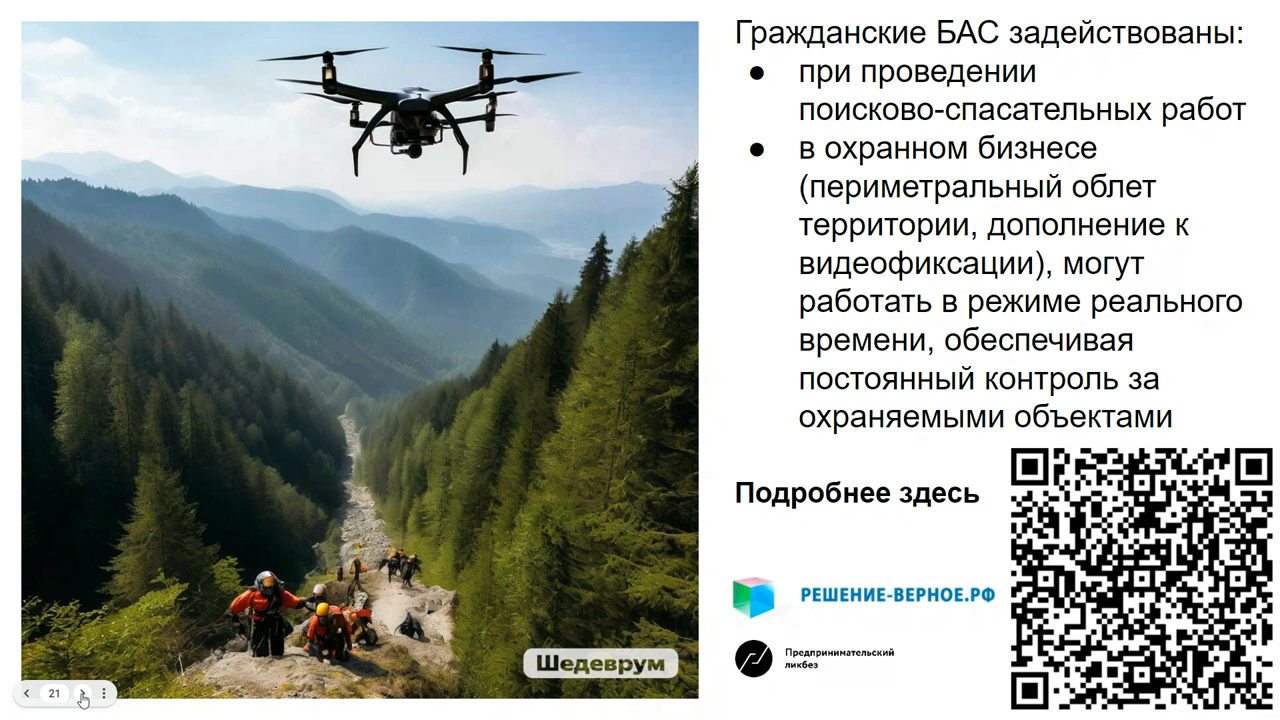 Гражданские БАС задействованы:
● при проведении
поисково-спасательных работ
● в охранном бизнесе
(периметральный облет
территории, дополнение к
видеофиксации), могут
работать в режиме реального
времени, обеспечивая
постоянный контроль за
охраняемыми объектами
Подробнее здесь
РЕШЕНИЕ-ВЕРНОЕ.РФ
Предпринимательский
ликбез
Шедеврум
21